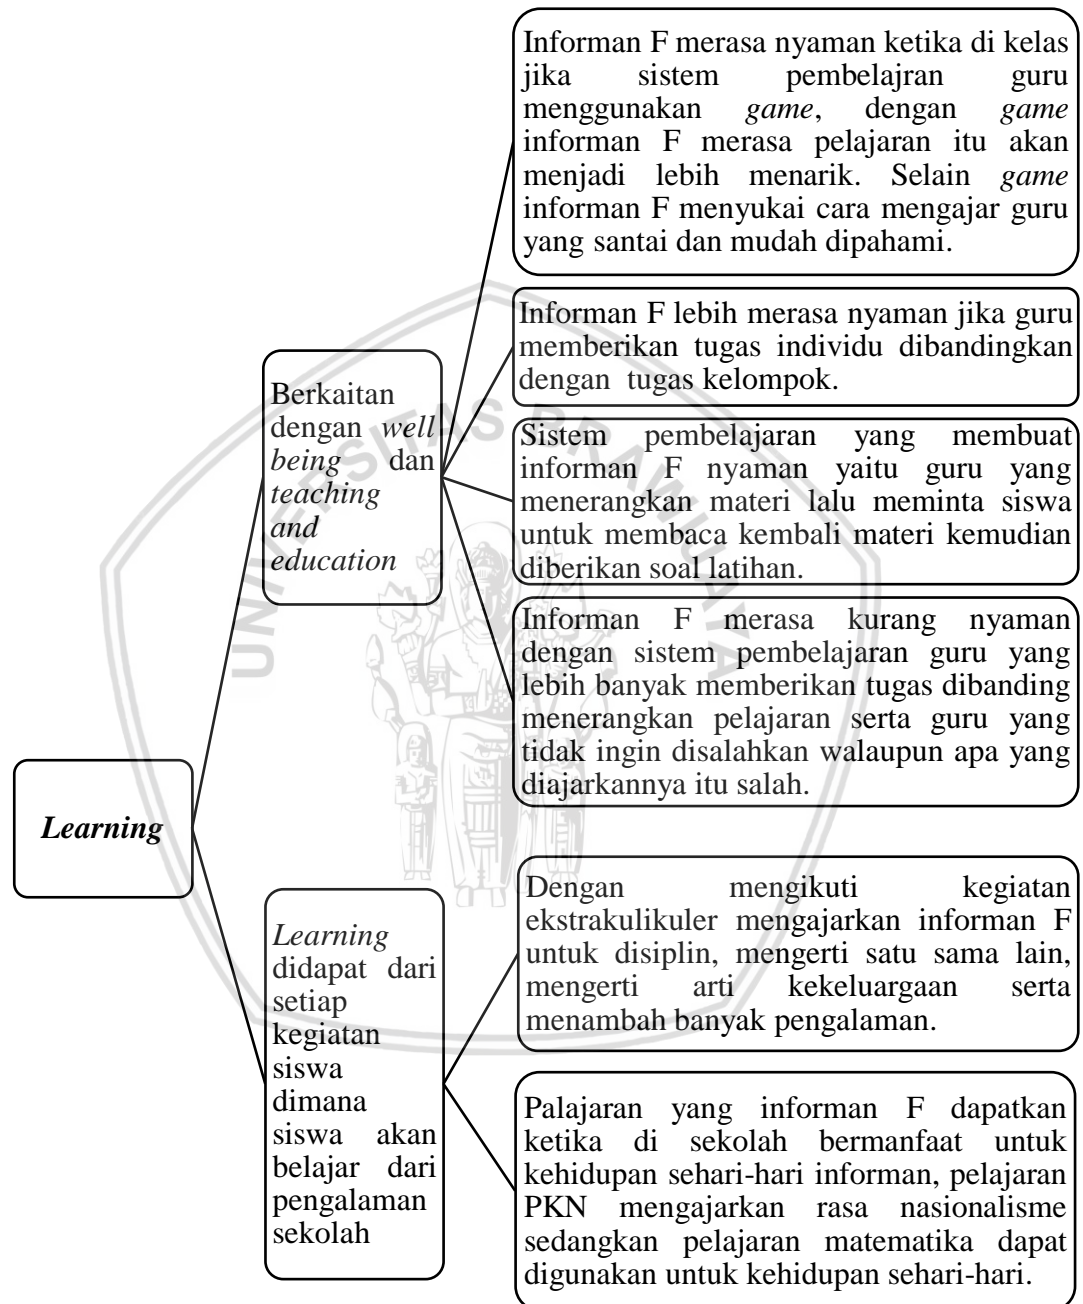 Learning
Berkaitan
dengan well
being dan
teaching
and
education
Informan F merasa nyaman ketika di kelas
jika sistem pembelajran guru
menggunakan game, dengan game
informan F merasa pelajaran itu akan
menjadi lebih menarik. Selain game
informan F menyukai cara mengajar guru
yang santai dan mudah dipahami.
Informan F lebih merasa nyaman jika guru
memberikan tugas individu dibandingkan
dengan tugas kelompok.
Sistem pembelajaran yang membuat
informan F nyaman yaitu guru yang
menerangkan materi lalu meminta siswa
untuk membaca kembali materi kemudian
diberikan soal latihan.
Informan F merasa kurang nyaman
dengan sistem pembelajaran guru yang
lebih banyak memberikan tugas dibanding
menerangkan pelajaran serta guru yang
tidak ingin disalahkan walaupun apa yang
diajarkannya itu salah.
Learning
didapat dari
setiap
kegiatan
siswa
dimana
siswa akan
belajar dari
pengalaman
sekolah
Dengan mengikuti kegiatan
ekstrakulikuler mengajarkan informan F
untuk disiplin, mengerti satu sama lain,
mengerti arti kekeluargaan serta
menambah banyak pengalaman.
Palajaran yang informan F dapatkan
ketika di sekolah bermanfaat untuk
kehidupan sehari-hari informan, pelajaran
PKN mengajarkan rasa nasionalisme
sedangkan pelajaran matematika dapat
digunakan untuk kehidupan sehari-hari.
UNIVERSITAS BRAWIJAYA